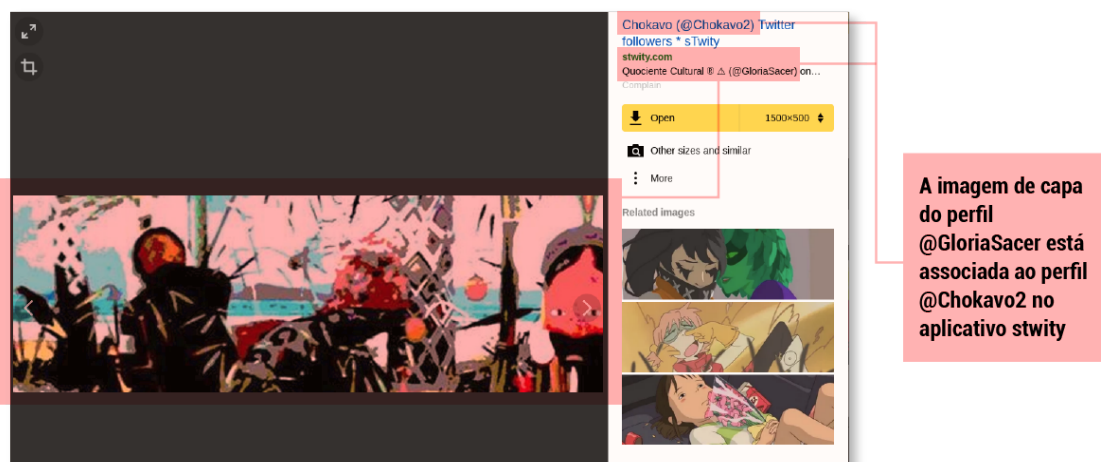 Chokavo (@Chokavo2) Twitter
followers * sTwity
stwity.com
Quociente Cultural ® ⚠ (@GloriaSacer) on...
Complain
Open 1500×500
Other sizes and similar
More
Related images
A imagem de capa
do perfil
@GloriaSacer está
associada ao perfil
@Chokavo2 no
aplicativo stwity